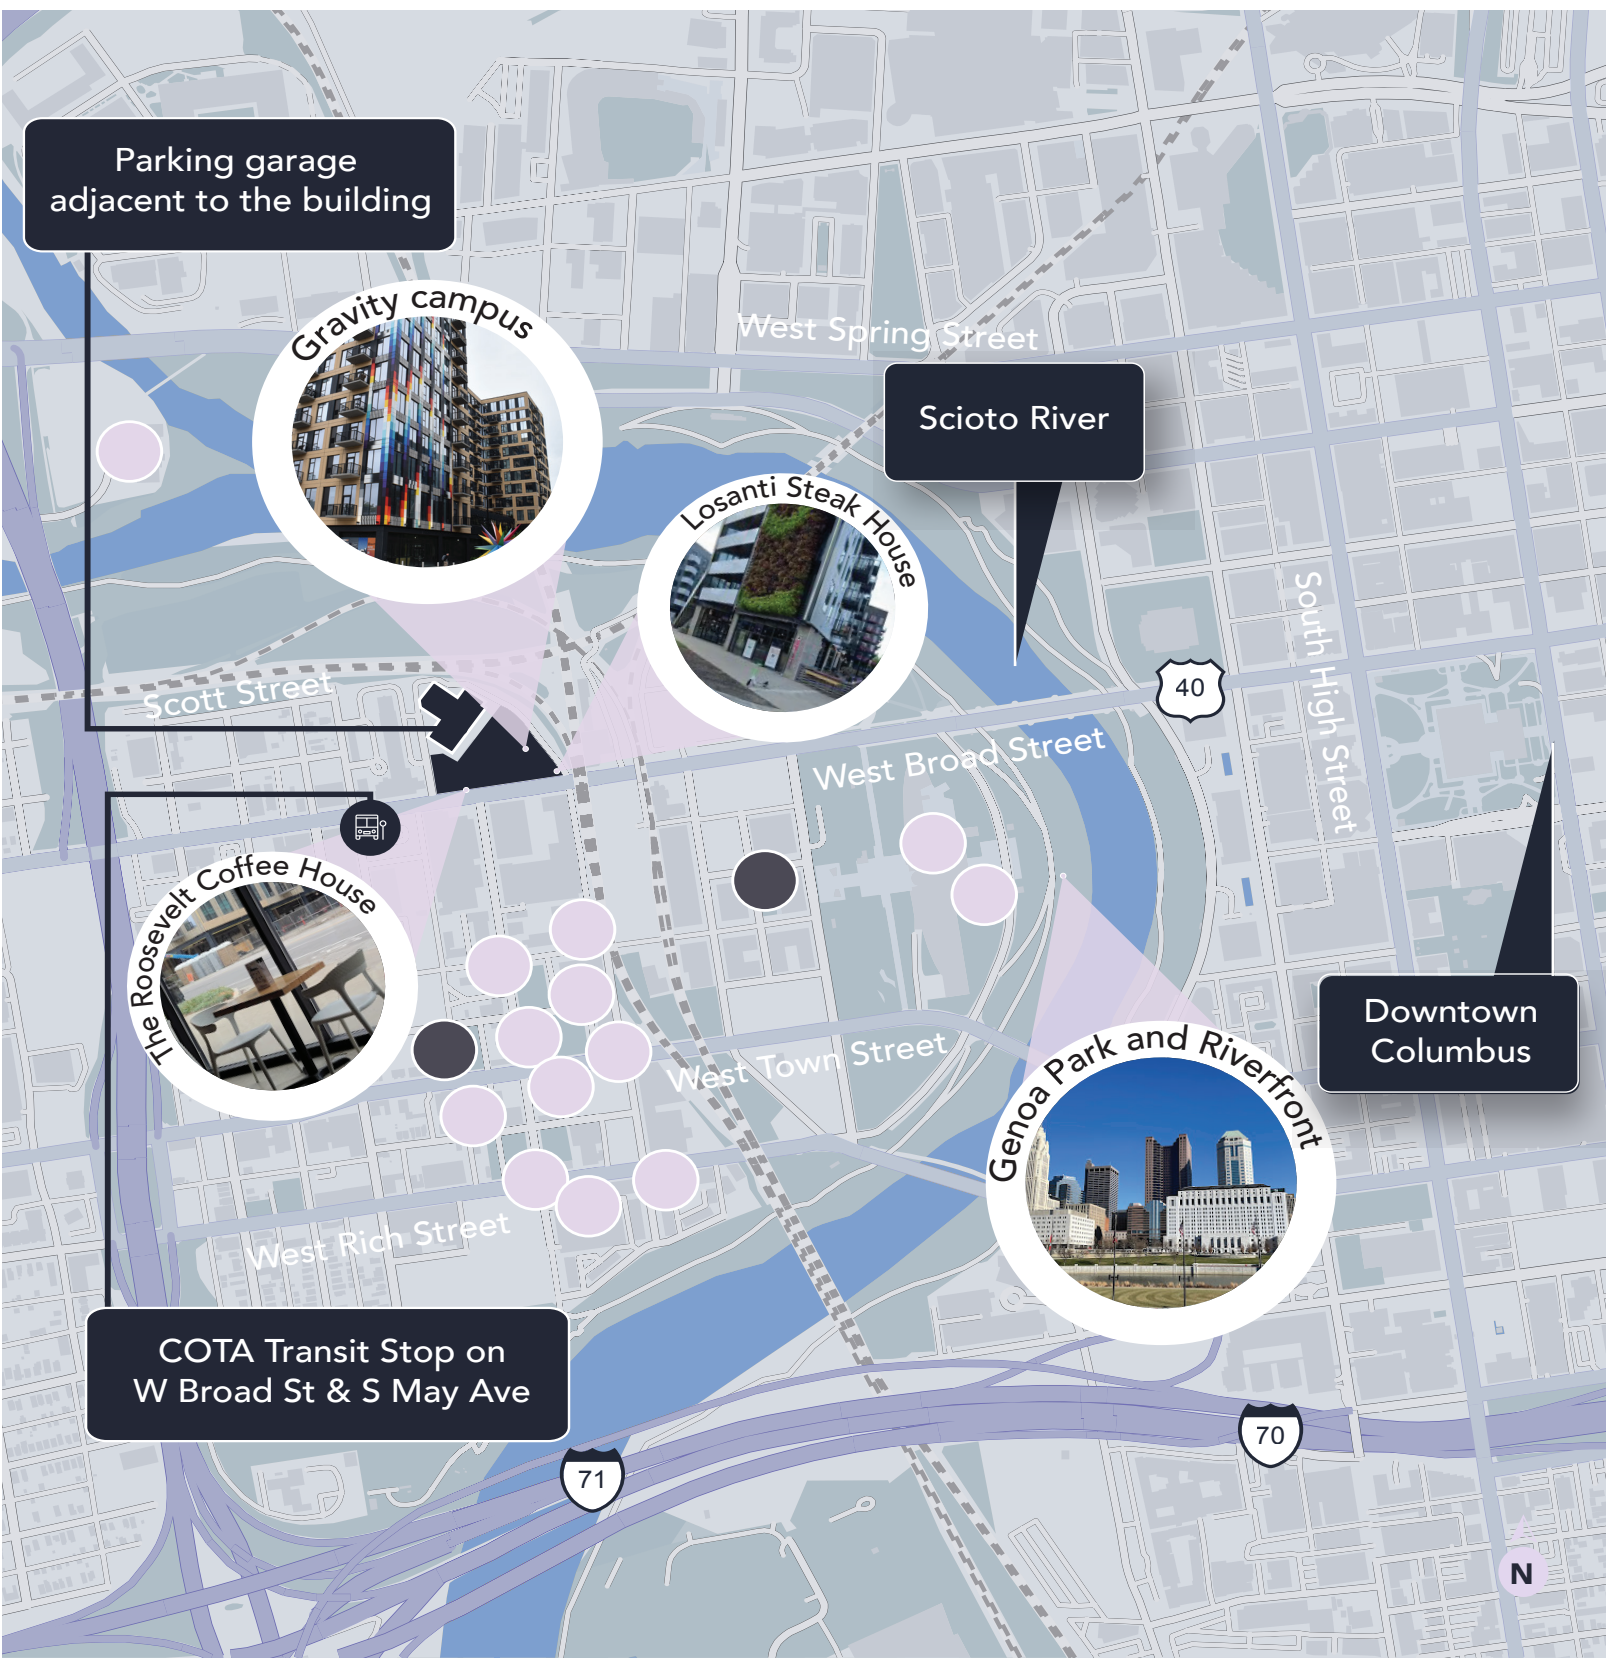 Parking garage
adjacent to the building
Gravity campus
West Spring Street
Scioto River
Losanti Steak House
South High Street
40
Scott Street
West Broad Street
The Roosevelt Coffee House
Downtown
Columbus
West Town Street
Genoa Park and Riverfront
West Rich Street
COTA Transit Stop on
W Broad St & S May Ave
70
71
N